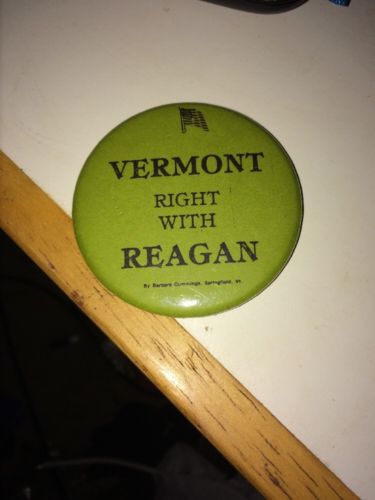 VERMONT
RIGHT
WITH
REAGAN
By Barbara Cummings, Springfield, Vt.